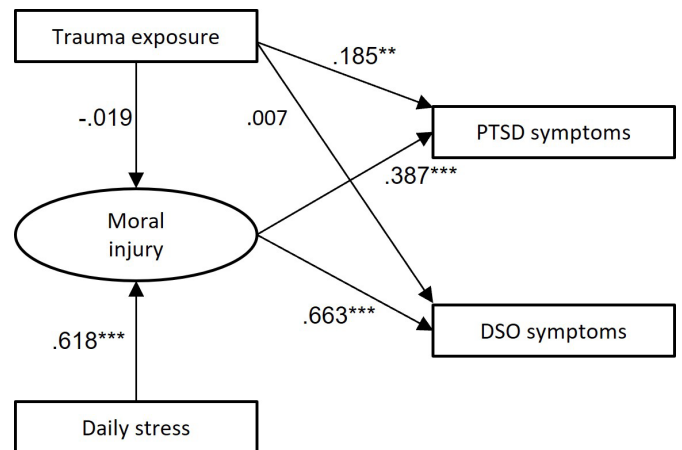 Trauma exposure
.185**
-.019
.007
PTSD symptoms
.387***
Moral
injury
.663***
DSO symptoms
.618***
Daily stress